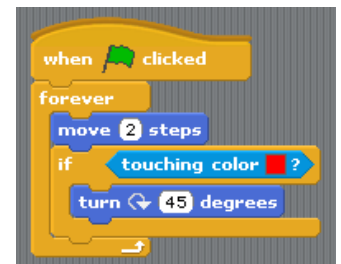 when clicked
forever
move 2 steps
if touching color ?
turn 45 degrees